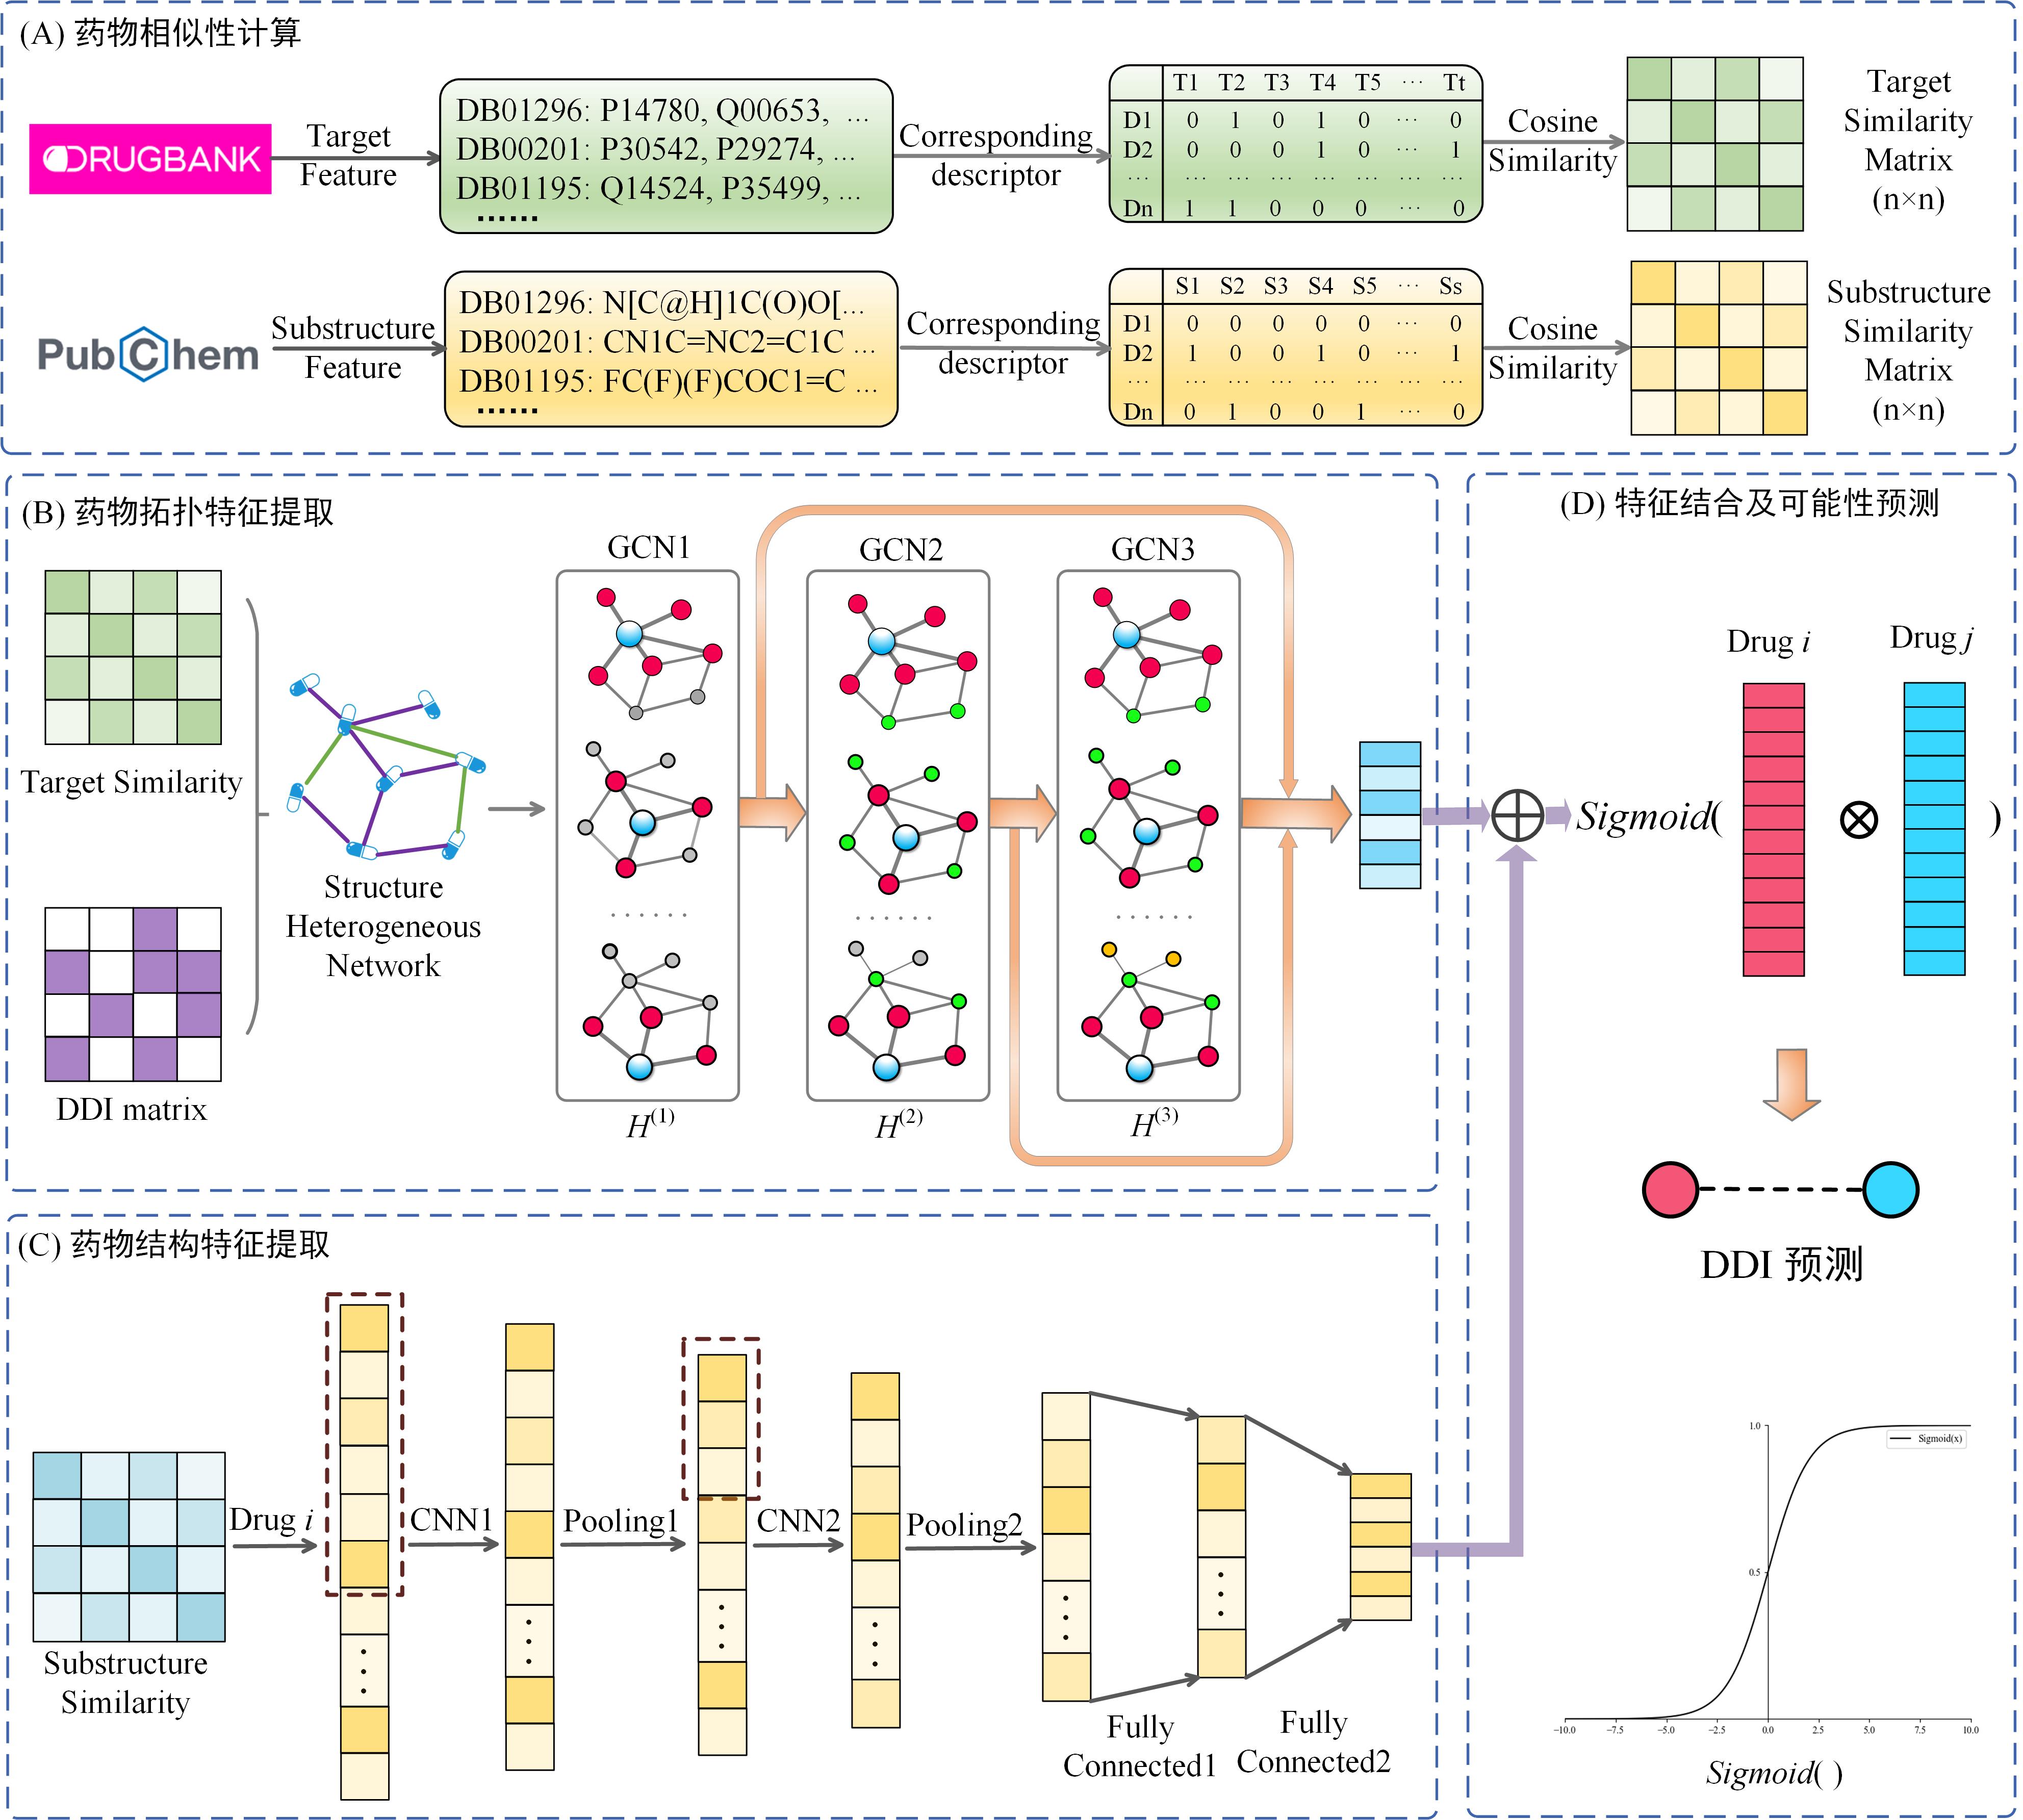 (A) 药物相似性计算
DRUGBANK
Target
Feature
DB01296: P14780, Q00653, ...
DB00201: P30542, P29274, ...
DB01195: Q14524, P35499, ...
......
Corresponding
descriptor
T1 T2 T3 T4 T5 ... Tt
D1 0 1 0 1 0 ... 0
D2 0 0 0 1 0 ... 1
... ... ... ... ... ... ... ...
Dn 1 1 0 0 0 ... 0
Cosine
Similarity
Target
Similarity
Matrix
(n×n)
PubChem
Substructure
Feature
DB01296: N[C@H]1C(O)O[...
DB00201: CN1C=NC2=C1C ...
DB01195: FC(F)(F)COC1=C ...
......
Corresponding
descriptor
S1 S2 S3 S4 S5 ... Ss
D1 0 0 0 0 0 ... 0
D2 1 0 0 1 0 ... 1
... ... ... ... ... ... ... ...
Dn 0 1 0 0 1 ... 0
Cosine
Similarity
Substructure
Similarity
Matrix
(n×n)
(B) 药物拓扑特征提取
Target Similarity
DDI matrix
Structure
Heterogeneous
Network
GCN1
GCN2
GCN3
......
......
......
H(1)
H(2)
H(3)
(C) 药物结构特征提取
Substructure
Similarity
Drug i
CNN1
Pooling1
CNN2
Pooling2
Fully
Connected1
Fully
Connected2
(D) 特征结合及可能性预测
Drug i
Drug j
Sigmoid( ⊗ )
DDI 预测
1.0
Sigmoid(x)
0.5
−10.0 −7.5 −5.0 −2.5 0.0 2.5 5.0 7.5 10.0
Sigmoid( )